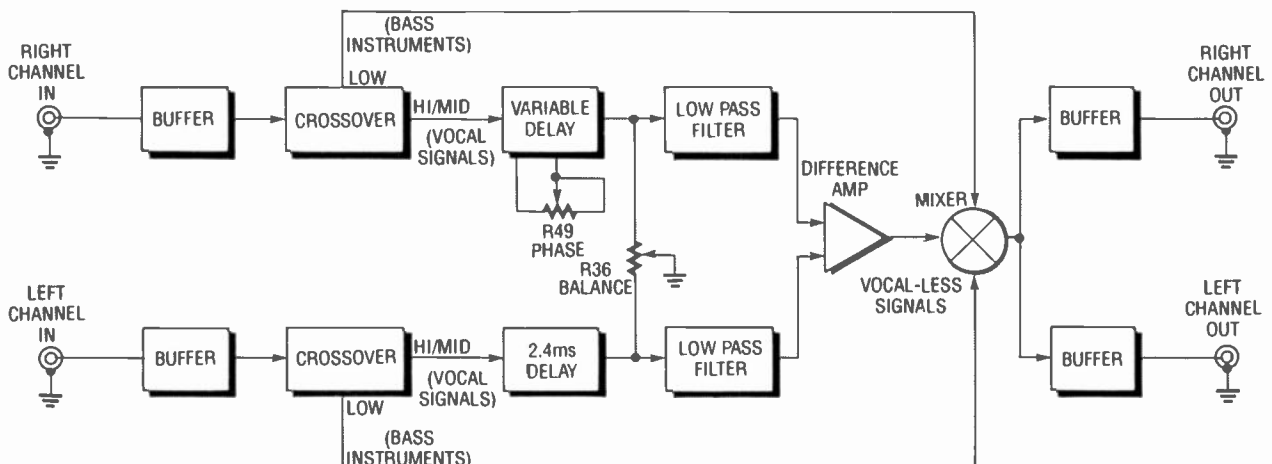 (BASS
INSTRUMENTS)
RIGHT
CHANNEL
IN
BUFFER
CROSSOVER
LOW
HI/MID
(VOCAL
SIGNALS)
VARIABLE
DELAY
R49
PHASE
LOW PASS
FILTER
DIFFERENCE
AMP
MIXER
BUFFER
RIGHT
CHANNEL
OUT
R36
BALANCE
VOCAL-LESS
SIGNALS
LEFT
CHANNEL
IN
BUFFER
CROSSOVER
LOW
HI/MID
(VOCAL
SIGNALS)
2.4ms
DELAY
LOW PASS
FILTER
BUFFER
LEFT
CHANNEL
OUT
(BASS
INSTRUMENTS)